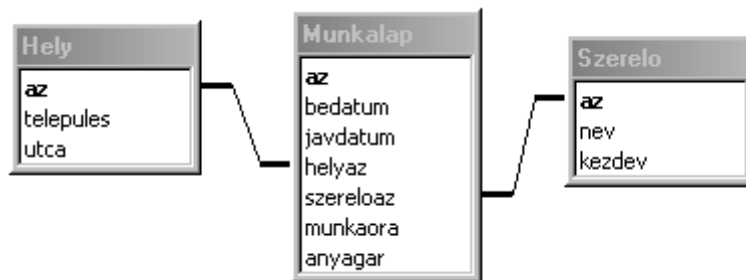 Hely
az
telepules
utca
Munkalap
az
bedatum
javdatum
helyaz
szereloaz
munkaora
anyagar
Szerelo
az
nev
kezdev